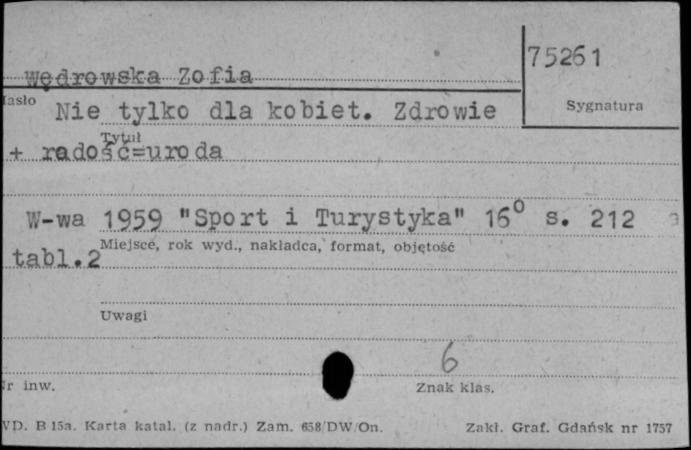 75261
Wędrowska Zofia
Hasło
Sygnatura
Nie tylko dla kobiet. Zdrowie
Tytuł
+ radość=uroda
W-wa 1959 "Sport i Turystyka" 16⁰ s. 212
Miejsce, rok wyd., nakładca, format, objętość
tabl.2
Uwagi
6
Nr inw.
Znak klas.
WD. B 15a. Karta katal. (z nadr.) Zam. 658/DW/On.
Zakł. Graf. Gdańsk nr 1757